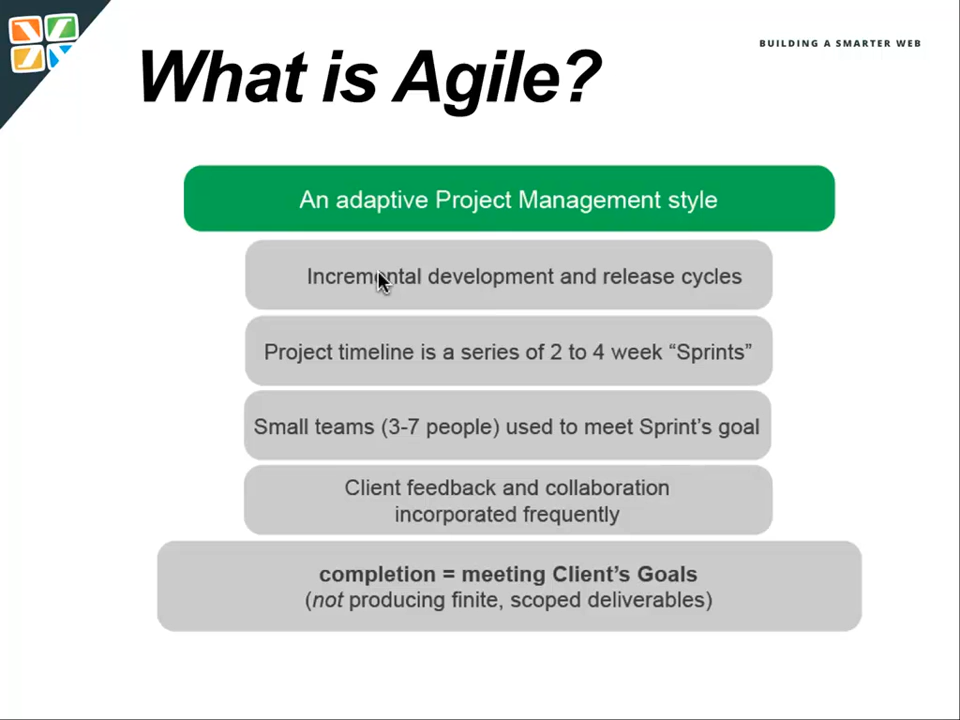 BUILDING A SMARTER WEB
What is Agile?
An adaptive Project Management style
Incremental development and release cycles
Project timeline is a series of 2 to 4 week “Sprints”
Small teams (3-7 people) used to meet Sprint’s goal
Client feedback and collaboration
incorporated frequently
completion = meeting Client’s Goals
(not producing finite, scoped deliverables)